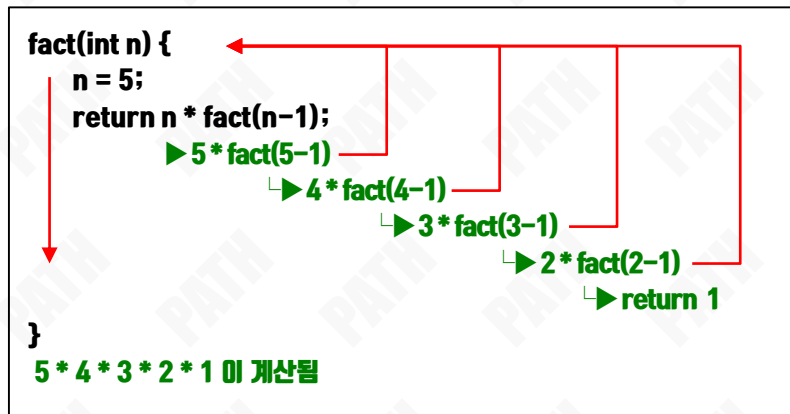 fact(int n) {
n = 5;
return n * fact(n-1);
▶ 5 * fact(5-1)
└▶ 4 * fact(4-1)
└▶ 3 * fact(3-1)
└▶ 2 * fact(2-1)
└▶ return 1
}
5 * 4 * 3 * 2 * 1 이 계산됨
PATH